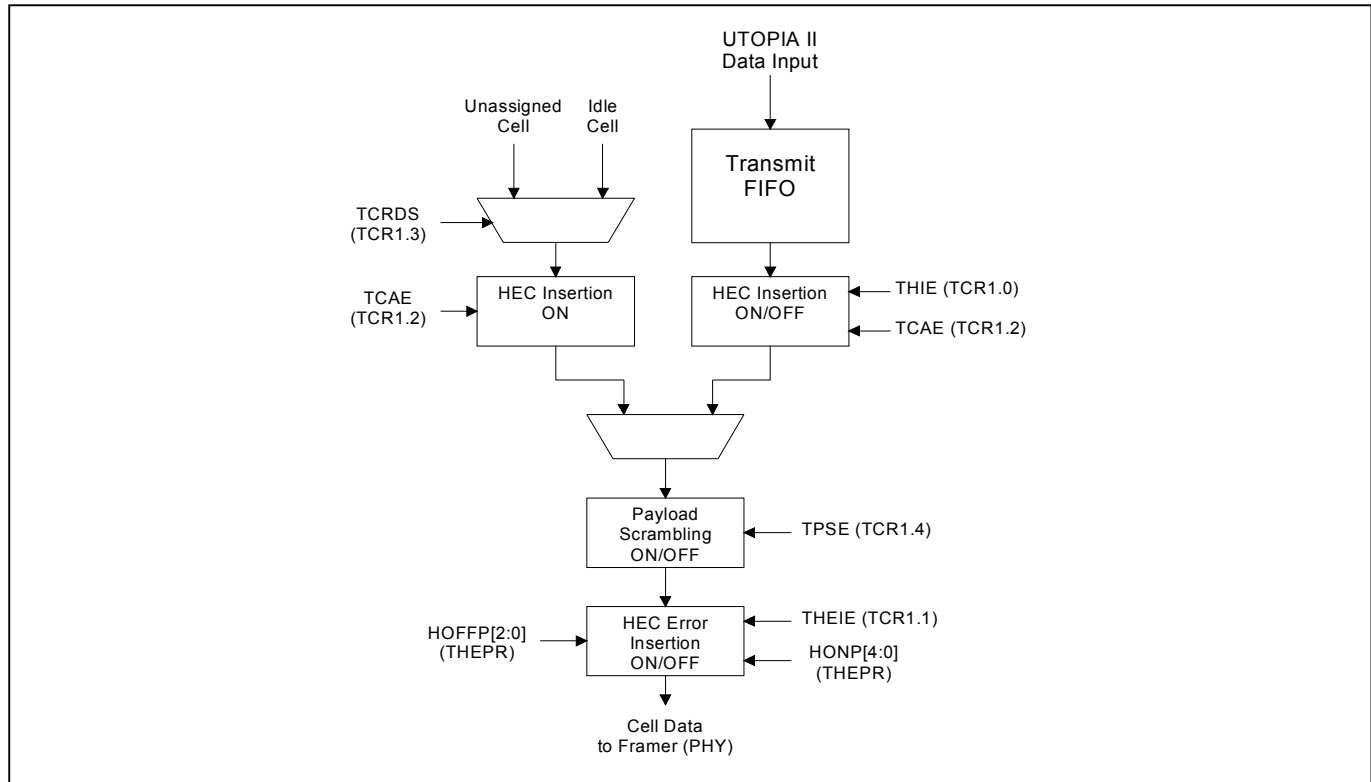 UTOPIA II
Data Input
Unassigned
Cell
Idle
Cell
Transmit
FIFO
TCRDS
(TCR1.3)
TCAE
(TCR1.2)
HEC Insertion
ON
HEC Insertion
ON/OFF
THIE (TCR1.0)
TCAE (TCR1.2)
Payload
Scrambling
ON/OFF
TPSE (TCR1.4)
HOFFP[2:0]
(THEPR)
HEC Error
Insertion
ON/OFF
THEIE (TCR1.1)
HONP[4:0]
(THEPR)
Cell Data
to Framer (PHY)